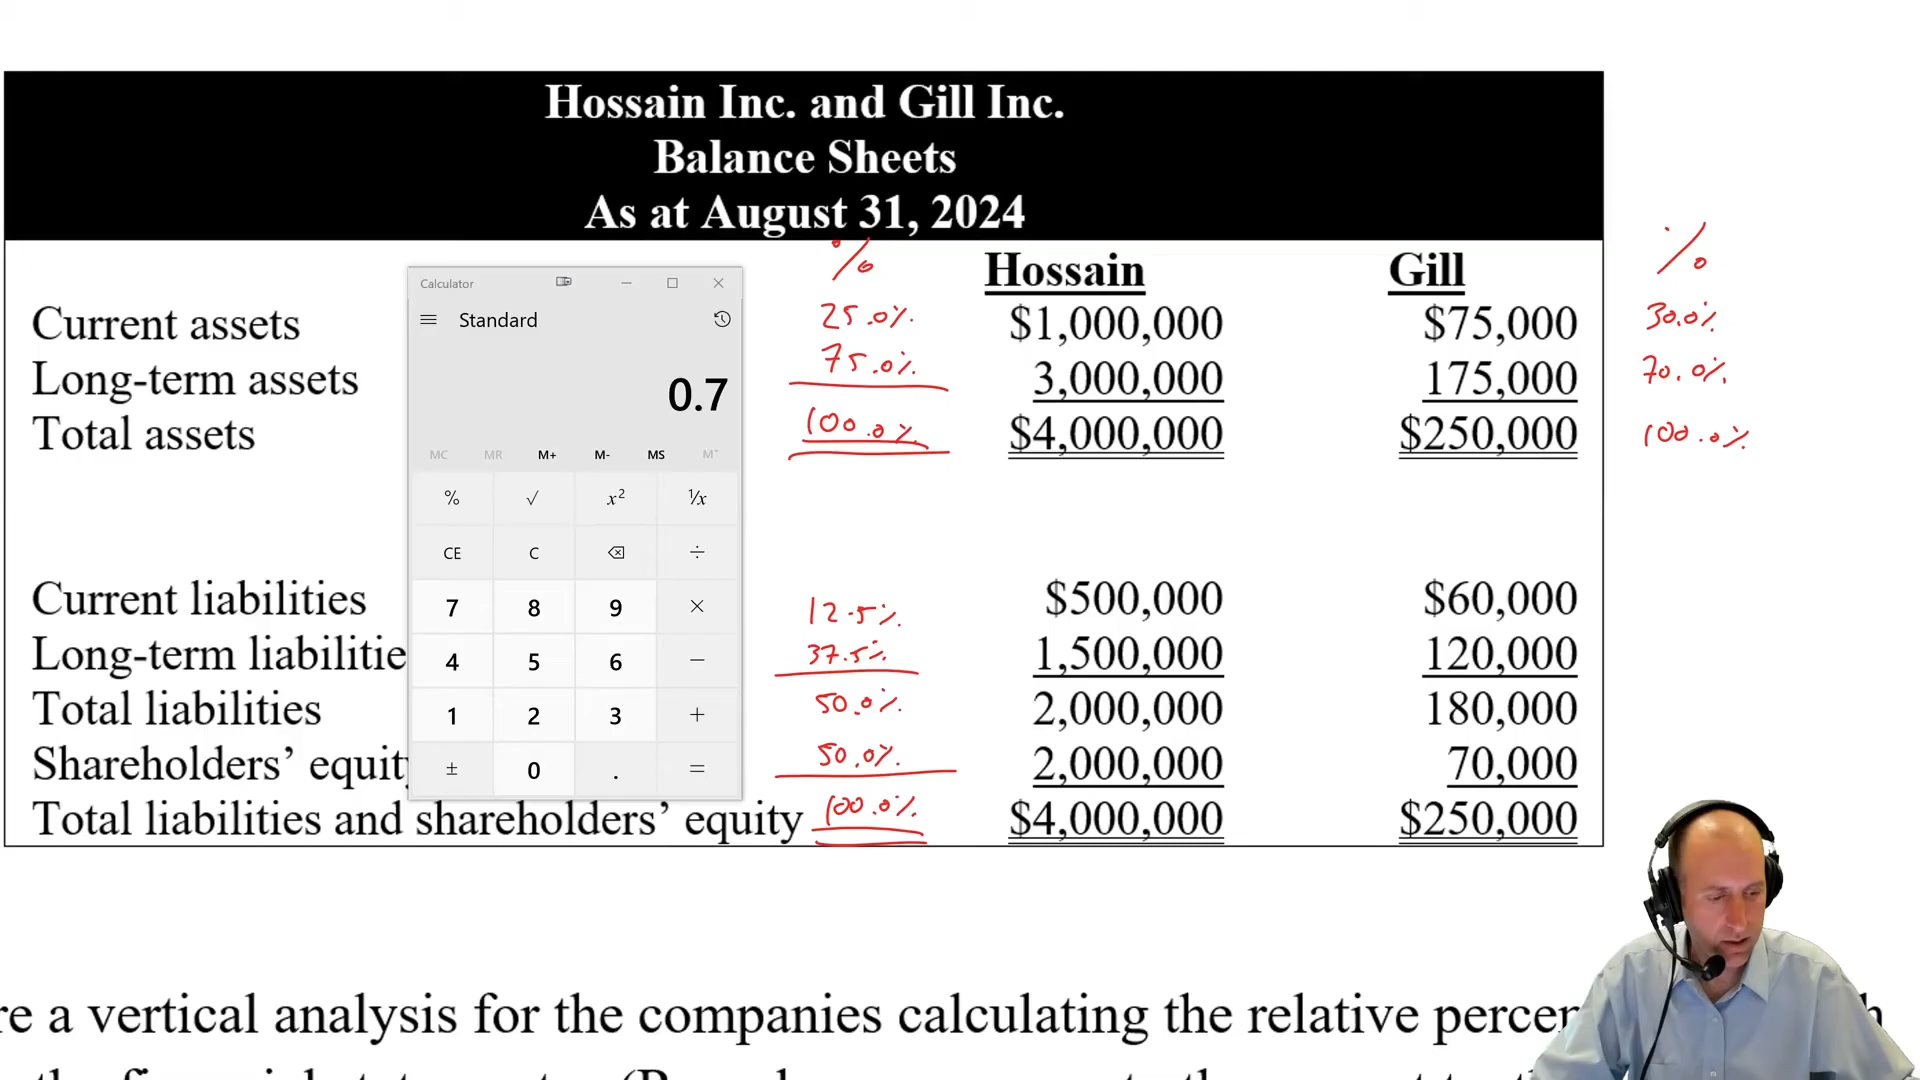 Hossain Inc. and Gill Inc.
Balance Sheets
As at August 31, 2024
% Hossain Gill %
Current assets 25.0% $1,000,000 $75,000 30.0%
Long-term assets 75.0% 3,000,000 175,000 70.0%
Total assets 100.0% $4,000,000 $250,000 100.0%
Current liabilities 12.5% $500,000 $60,000
Long-term liabilitie 37.5% 1,500,000 120,000
Total liabilities 50.0% 2,000,000 180,000
Shareholders’ equity 50.0% 2,000,000 70,000
Total liabilities and shareholders’ equity 100.0% $4,000,000 $250,000
Calculator
Standard
0.7
MC MR M+ M- MS M˅
% √ x² ¹/x
CE C ⌫ ÷
7 8 9 ×
4 5 6 −
1 2 3 +
± 0 . =
re a vertical analysis for the companies calculating the relative percen